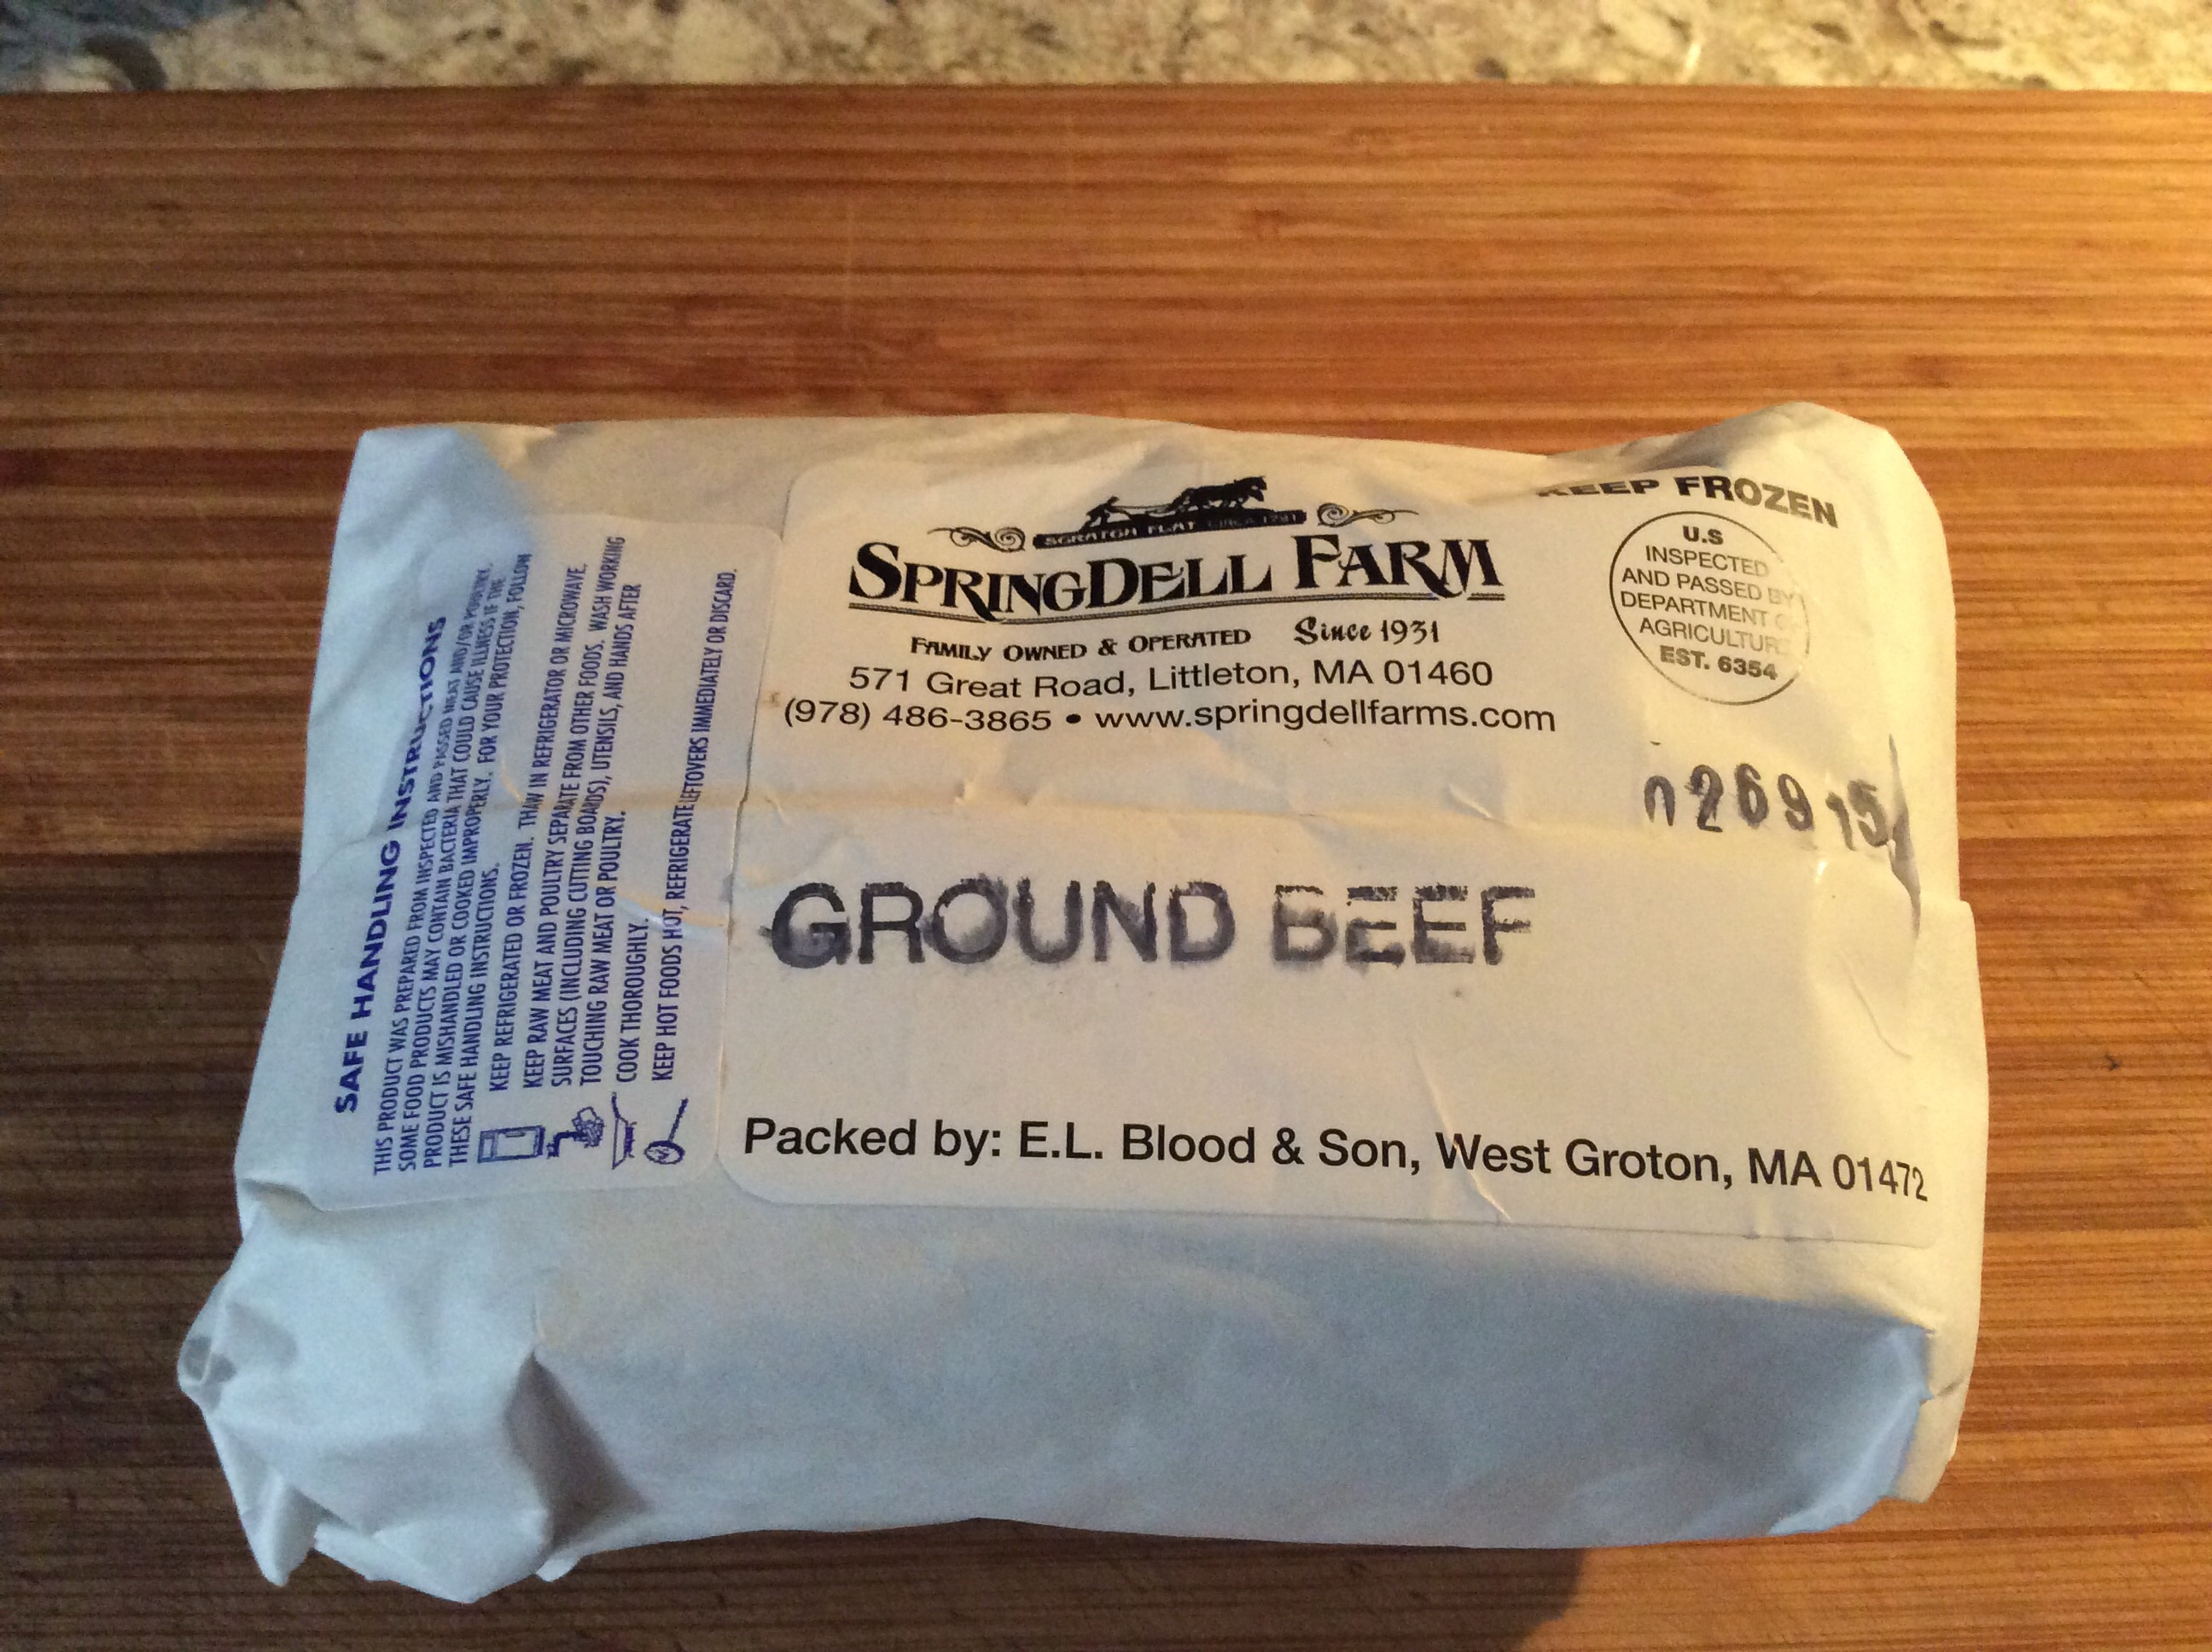 SCRATCH FLAT CIRCA 1791
SPRINGDELL FARM
FAMILY OWNED & OPERATED Since 1931
571 Great Road, Littleton, MA 01460
(978) 486-3865 • www.springdellfarms.com
KEEP FROZEN
U.S
INSPECTED
AND PASSED BY
DEPARTMENT OF
AGRICULTURE
EST. 6354
0269 15
GROUND BEEF
Packed by: E.L. Blood & Son, West Groton, MA 01472
SAFE HANDLING INSTRUCTIONS
THIS PRODUCT WAS PREPARED FROM INSPECTED AND PASSED MEAT AND/OR POULTRY.
SOME FOOD PRODUCTS MAY CONTAIN BACTERIA THAT COULD CAUSE ILLNESS IF THE
PRODUCT IS MISHANDLED OR COOKED IMPROPERLY. FOR YOUR PROTECTION, FOLLOW
THESE SAFE HANDLING INSTRUCTIONS.
KEEP REFRIGERATED OR FROZEN. THAW IN REFRIGERATOR OR MICROWAVE.
KEEP RAW MEAT AND POULTRY SEPARATE FROM OTHER FOODS. WASH WORKING
SURFACES (INCLUDING CUTTING BOARDS), UTENSILS, AND HANDS AFTER
TOUCHING RAW MEAT OR POULTRY.
COOK THOROUGHLY.
KEEP HOT FOODS HOT, REFRIGERATE LEFTOVERS IMMEDIATELY OR DISCARD.